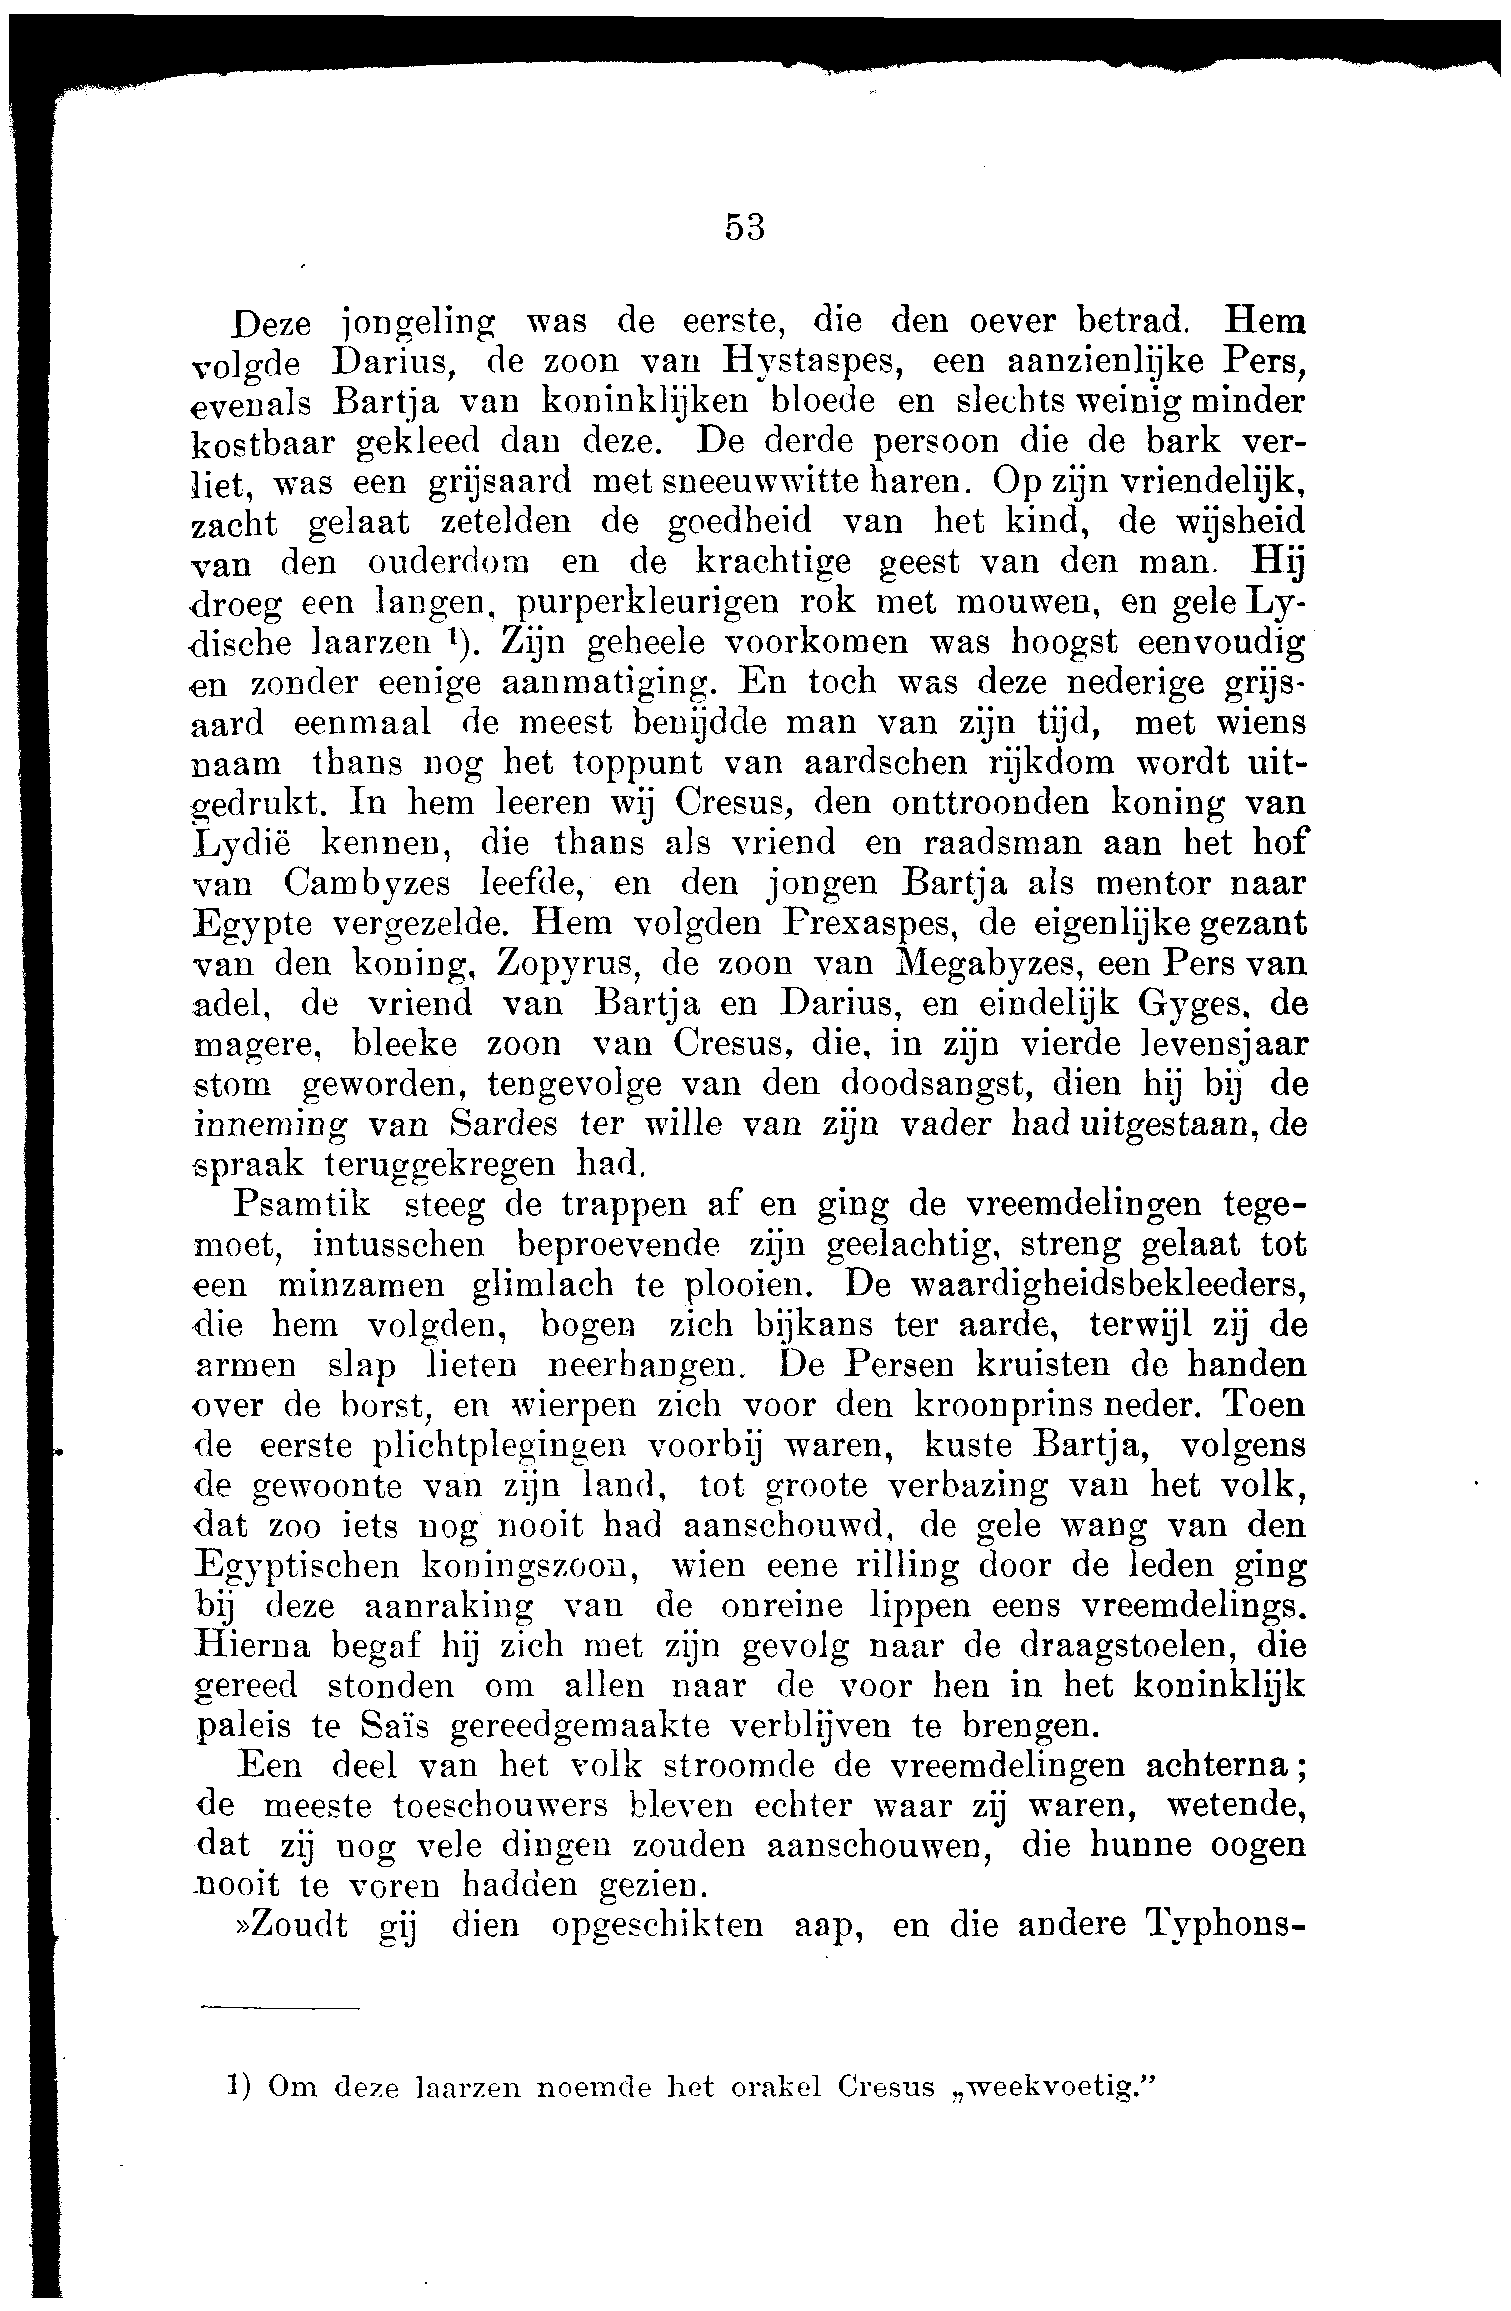 53
Deze jongeling was de eerste, die den oever betrad. Hem
volgde Darius, de zoon van Hystaspes, een aanzienlijke Pers,
evenals Bartja van koninklijken bloede en slechts weinig minder
kostbaar gekleed dan deze. De derde persoon die de bark ver-
liet, was een grijsaard met sneeuwwitte haren. Op zijn vriendelijk,
zacht gelaat zetelden de goedheid van het kind, de wijsheid
van den ouderdom en de krachtige geest van den man. Hij
droeg een langen, purperkleurigen rok met mouwen, en gele Ly-
dische laarzen ¹). Zijn geheele voorkomen was hoogst eenvoudig
en zonder eenige aanmatiging. En toch was deze nederige grijs-
aard eenmaal de meest benijdde man van zijn tijd, met wiens
naam thans nog het toppunt van aardschen rijkdom wordt uit-
gedrukt. In hem leeren wij Cresus, den onttroonden koning van
Lydië kennen, die thans als vriend en raadsman aan het hof
van Cambyzes leefde, en den jongen Bartja als mentor naar
Egypte vergezelde. Hem volgden Prexaspes, de eigenlijke gezant
van den koning, Zopyrus, de zoon van Megabyzes, een Pers van
adel, de vriend van Bartja en Darius, en eindelijk Gyges, de
magere, bleeke zoon van Cresus, die, in zijn vierde levensjaar
stom geworden, tengevolge van den doodsangst, dien hij bij de
inneming van Sardes ter wille van zijn vader had uitgestaan, de
spraak teruggekregen had.
Psamtik steeg de trappen af en ging de vreemdelingen tege-
moet, intusschen beproevende zijn geelachtig, streng gelaat tot
een minzamen glimlach te plooien. De waardigheidsbekleeders,
die hem volgden, bogen zich bijkans ter aarde, terwijl zij de
armen slap lieten neerhangen. De Persen kruisten de handen
over de borst, en wierpen zich voor den kroonprins neder. Toen
de eerste plichtplegingen voorbij waren, kuste Bartja, volgens
de gewoonte van zijn land, tot groote verbazing van het volk,
dat zoo iets nog nooit had aanschouwd, de gele wang van den
Egyptischen koningszoon, wien eene rilling door de leden ging
bij deze aanraking van de onreine lippen eens vreemdelings.
Hierna begaf hij zich met zijn gevolg naar de draagstoelen, die
gereed stonden om allen naar de voor hen in het koninklijk
paleis te Saïs gereedgemaakte verblijven te brengen.
Een deel van het volk stroomde de vreemdelingen achterna;
de meeste toeschouwers bleven echter waar zij waren, wetende,
dat zij nog vele dingen zouden aanschouwen, die hunne oogen
nooit te voren hadden gezien.
»Zoudt gij dien opgeschikten aap, en die andere Typhons-
1) Om deze laarzen noemde het orakel Cresus „weekvoetig.”